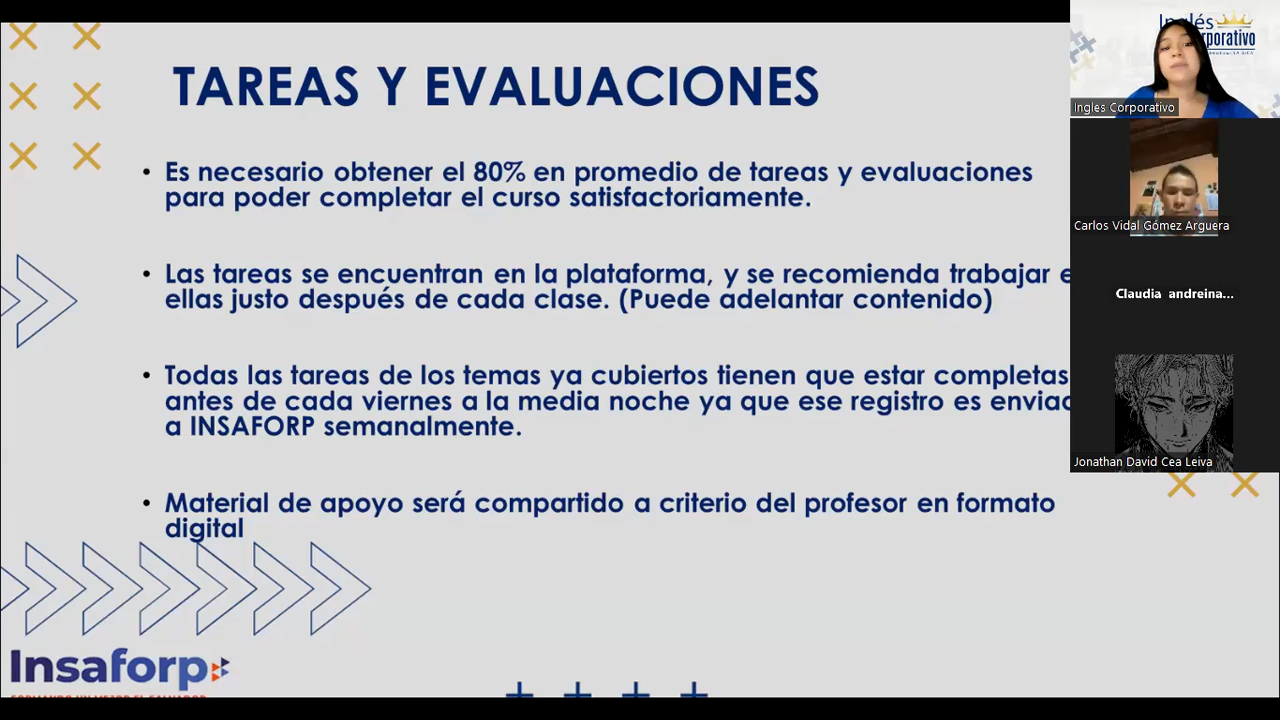 TAREAS Y EVALUACIONES
• Es necesario obtener el 80% en promedio de tareas y evaluaciones
para poder completar el curso satisfactoriamente.
• Las tareas se encuentran en la plataforma, y se recomienda trabajar
ellas justo después de cada clase. (Puede adelantar contenido)
• Todas las tareas de los temas ya cubiertos tienen que estar completas
antes de cada viernes a la media noche ya que ese registro es
a INSAFORP semanalmente.
• Material de apoyo será compartido a criterio del profesor en formato
digital
Insaforp
Inglés
Ingles Corporativo
Carlos Vidal Gómez Arguera
Claudia andreina...
Jonathan David Cea Leiva